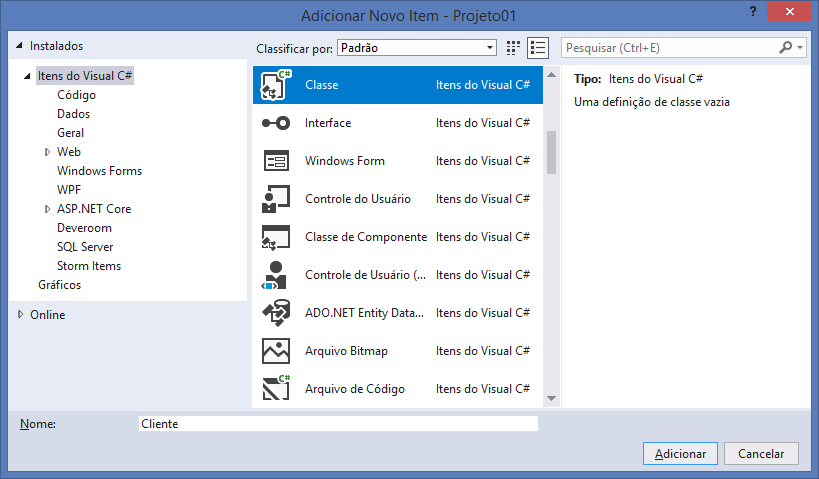 Adicionar Novo Item - Projeto01
?
Instalados
Classificar por: Padrão
Pesquisar (Ctrl+E)
Itens do Visual C#
Código
Dados
Geral
Web
Windows Forms
WPF
ASP.NET Core
Deveroom
SQL Server
Storm Items
Gráficos
Online
C# Classe Itens do Visual C#
Interface Itens do Visual C#
Windows Form Itens do Visual C#
Controle do Usuário Itens do Visual C#
Classe de Componente Itens do Visual C#
Controle de Usuário (... Itens do Visual C#
ADO.NET Entity Data... Itens do Visual C#
Arquivo Bitmap Itens do Visual C#
C# Arquivo de Código Itens do Visual C#
Tipo: Itens do Visual C#
Uma definição de classe vazia
Nome: Cliente
Adicionar Cancelar